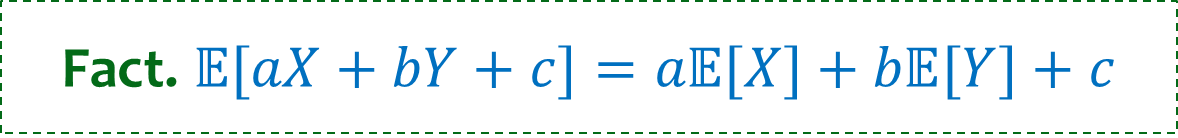 Fact. 𝔼[𝑎𝑋 + 𝑏𝑌 + 𝑐] = 𝑎𝔼[𝑋] + 𝑏𝔼[𝑌] + 𝑐